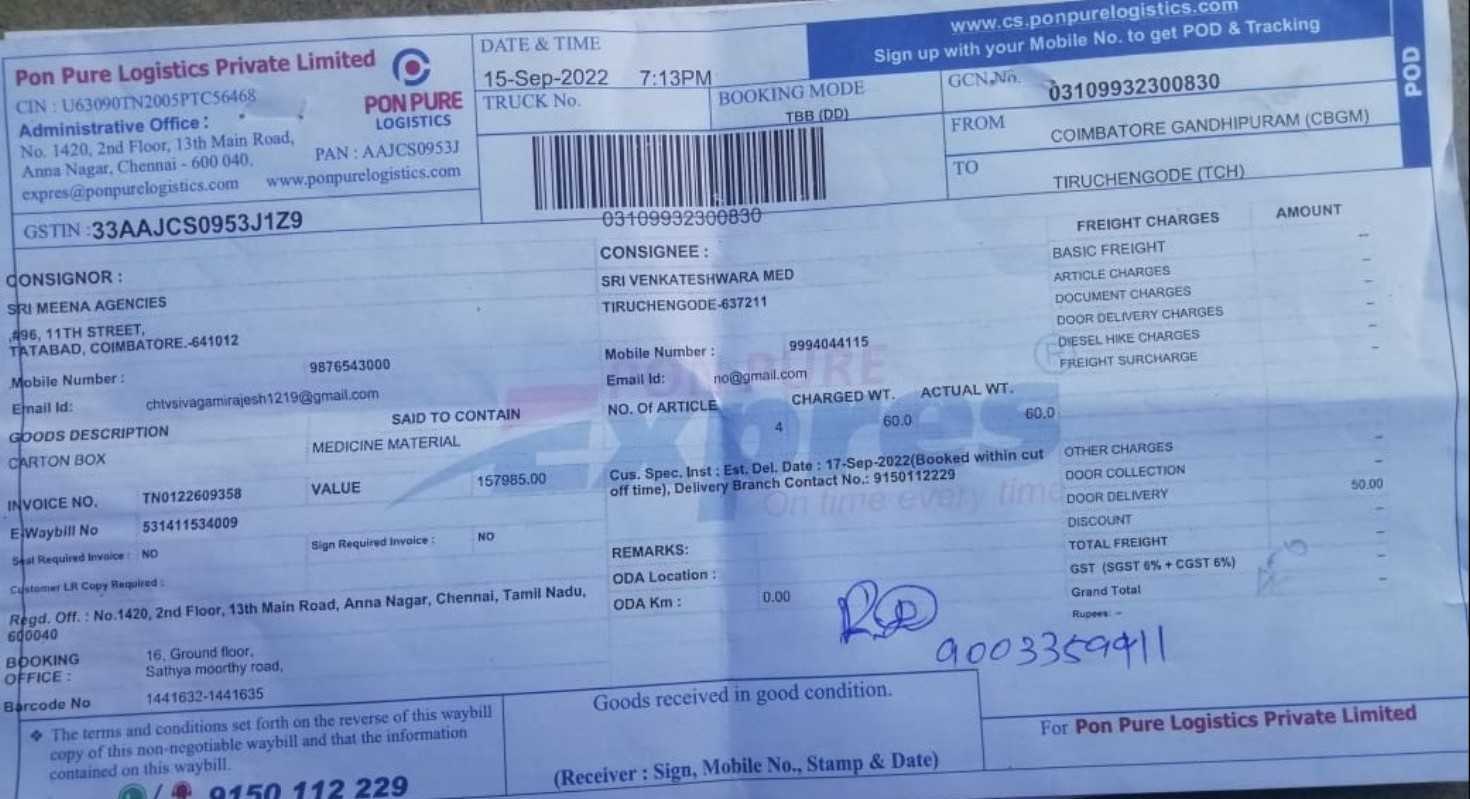 Pon Pure Logistics Private Limited
CIN : U63090TN2005PTC56468
Administrative Office :
No. 1420, 2nd Floor, 13th Main Road,
Anna Nagar, Chennai - 600 040.
PAN : AAJCS0953J
expres@ponpurelogistics.com www.ponpurelogistics.com
PON PURE
LOGISTICS
GSTIN :33AAJCS0953J1Z9
DATE & TIME
15-Sep-2022 7:13PM
TRUCK No.
BOOKING MODE
TBB (DD)
03109932300830
www.cs.ponpurelogistics.com
Sign up with your Mobile No. to get POD & Tracking
POD
GCN.No. 03109932300830
FROM COIMBATORE GANDHIPURAM (CBGM)
TO TIRUCHENGODE (TCH)
CONSIGNOR :
SRI MEENA AGENCIES
,#96, 11TH STREET,
TATABAD, COIMBATORE.-641012
Mobile Number : 9876543000
Email Id: chtvsivagamirajesh1219@gmail.com
GOODS DESCRIPTION SAID TO CONTAIN
CARTON BOX MEDICINE MATERIAL
INVOICE NO. TN0122609358 VALUE 157985.00
E-Waybill No 531411534009
Seal Required Invoice : NO Sign Required Invoice : NO
Customer LR Copy Required :
Regd. Off. : No.1420, 2nd Floor, 13th Main Road, Anna Nagar, Chennai, Tamil Nadu,
600040
BOOKING OFFICE : 16, Ground floor,
Sathya moorthy road,
Barcode No 1441632-1441635
CONSIGNEE :
SRI VENKATESHWARA MED
TIRUCHENGODE-637211
Mobile Number : 9994044115
Email Id: no@gmail.com
NO. Of ARTICLE CHARGED WT. ACTUAL WT.
4 60.0 60.0
Cus. Spec. Inst : Est. Del. Date : 17-Sep-2022(Booked within cut
off time), Delivery Branch Contact No.: 9150112229
PON PURE
Expres
On time every time
REMARKS:
ODA Location :
ODA Km : 0.00
FREIGHT CHARGES AMOUNT
BASIC FREIGHT --
ARTICLE CHARGES --
DOCUMENT CHARGES --
DOOR DELIVERY CHARGES --
DIESEL HIKE CHARGES --
FREIGHT SURCHARGE --
OTHER CHARGES --
DOOR COLLECTION --
DOOR DELIVERY 50.00
DISCOUNT --
TOTAL FREIGHT --
GST (SGST 6% + CGST 6%) --
Grand Total --
Rupees: --
9003359911
❖ The terms and conditions set forth on the reverse of this waybill
copy of this non-negotiable waybill and that the information
contained on this waybill.
/ 9150 112 229
Goods received in good condition.
(Receiver : Sign, Mobile No., Stamp & Date)
For Pon Pure Logistics Private Limited